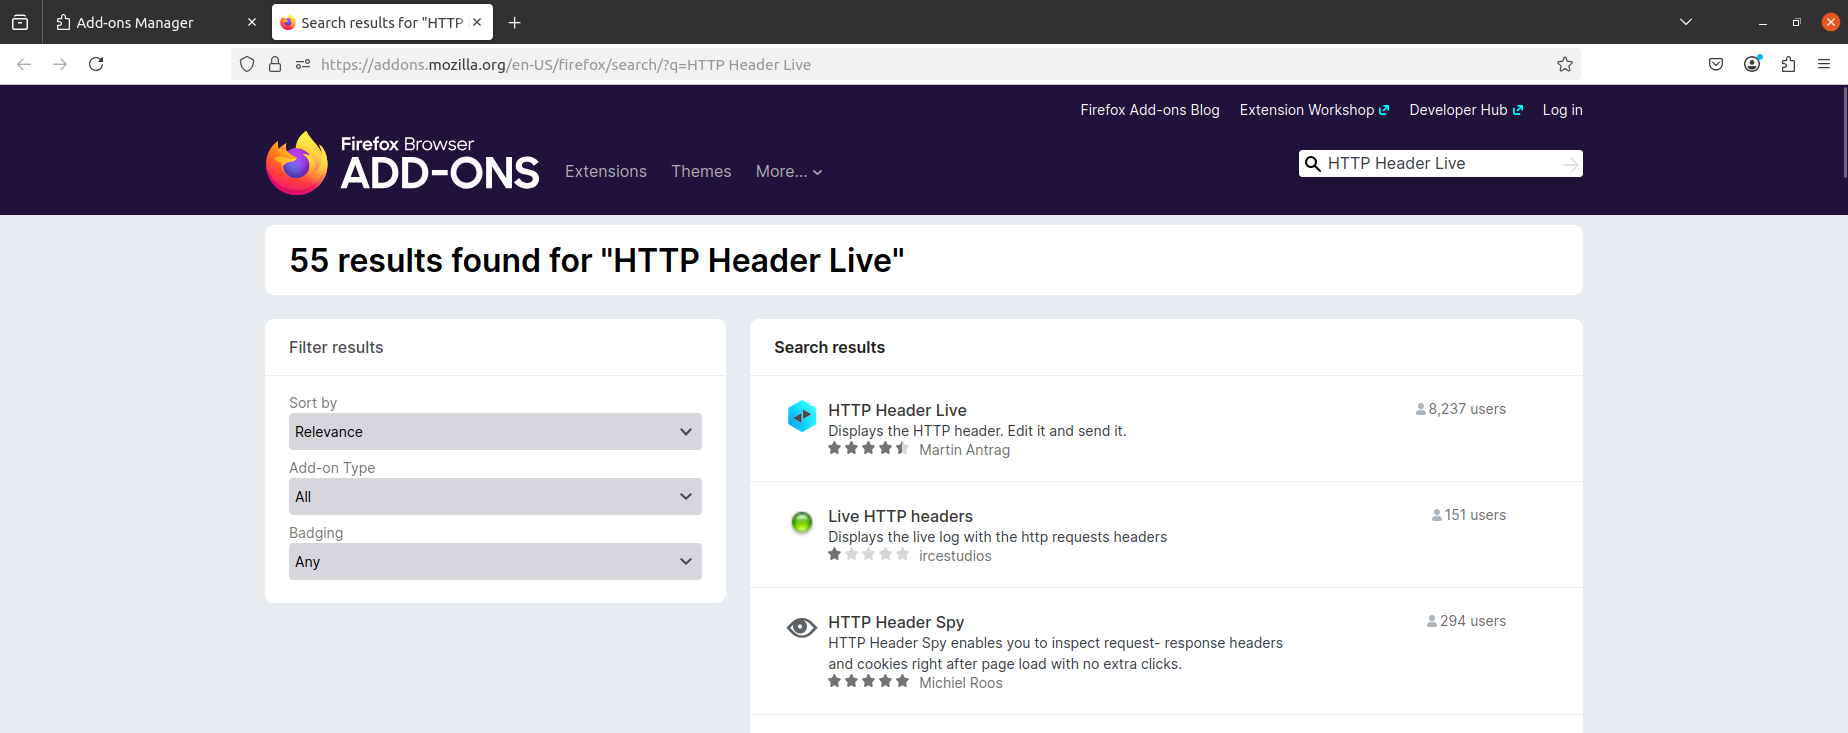 Add-ons Manager
Search results for "HTTP
https://addons.mozilla.org/en-US/firefox/search/?q=HTTP Header Live
Firefox Add-ons Blog Extension Workshop Developer Hub Log in
Firefox Browser
ADD-ONS
Extensions Themes More...
HTTP Header Live
55 results found for "HTTP Header Live"
Filter results
Sort by
Relevance
Add-on Type
All
Badging
Any
Search results
HTTP Header Live
8,237 users
Displays the HTTP header. Edit it and send it.
Martin Antrag
Live HTTP headers
151 users
Displays the live log with the http requests headers
ircestudios
HTTP Header Spy
294 users
HTTP Header Spy enables you to inspect request- response headers
and cookies right after page load with no extra clicks.
Michiel Roos